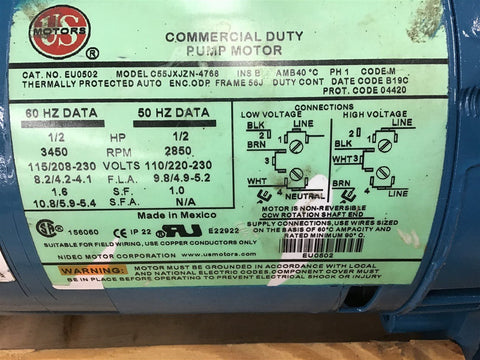 US
MOTORS
®
COMMERCIAL DUTY
PUMP MOTOR
CAT. NO. EU0502 MODEL C55JXJZN-4768 INS B AMB 40 °C PH 1 CODE M
THERMALLY PROTECTED AUTO ENC. ODP FRAME 56J DUTY CONT DATE CODE B19C
PROT. CODE 04420
60 HZ DATA 50 HZ DATA
1/2 HP 1/2
3450 RPM 2850
115/208-230 VOLTS 110/220-230
8.2/4.2-4.1 F.L.A. 9.8/4.9-5.2
1.6 S.F. 1.0
10.8/5.9-5.4 S.F.A. N/A
Made in Mexico
156060 CE IP 22 E22922
SUITABLE FOR FIELD WIRING, USE COPPER CONDUCTORS ONLY
NIDEC MOTOR CORPORATION www.usmotors.com
CONNECTIONS
LOW VOLTAGE HIGH VOLTAGE
LINE LINE
BLK 2 BLK 2
BRN BRN
3 WHT 3
WHT 4 4
NEUTRAL LINE
MOTOR IS NON-REVERSIBLE
CCW ROTATION SHAFT END
SUPPLY CONNECTIONS, USE WIRES SIZED
ON THE BASIS OF 60°C AMPACITY AND
RATED MINIMUM 90° C.
EU0502
WARNING: MOTOR MUST BE GROUNDED IN ACCORDANCE WITH LOCAL
AND NATIONAL ELECTRIC CODES. COMPONENT COVER MUST
BE IN PLACE BEFORE OPERATING TO PREVENT ELECTRICAL INJURY